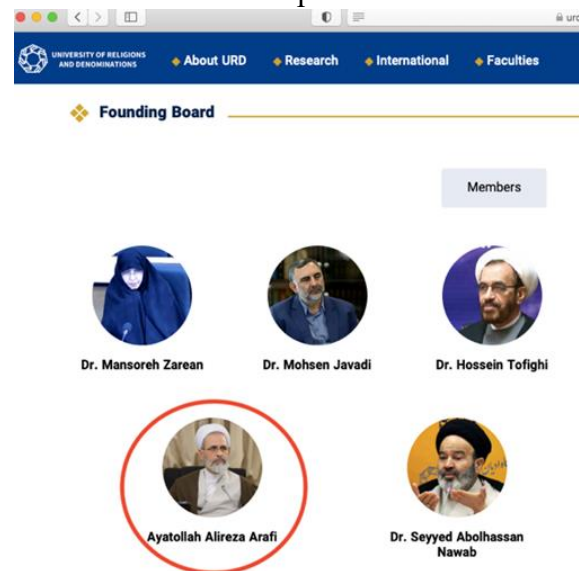 urd
UNIVERSITY OF RELIGIONS
AND DENOMINATIONS
About URD
Research
International
Faculties
Founding Board
Members
Dr. Mansoreh Zarean
Dr. Mohsen Javadi
Dr. Hossein Tofighi
Ayatollah Alireza Arafi
Dr. Seyyed Abolhassan
Nawab